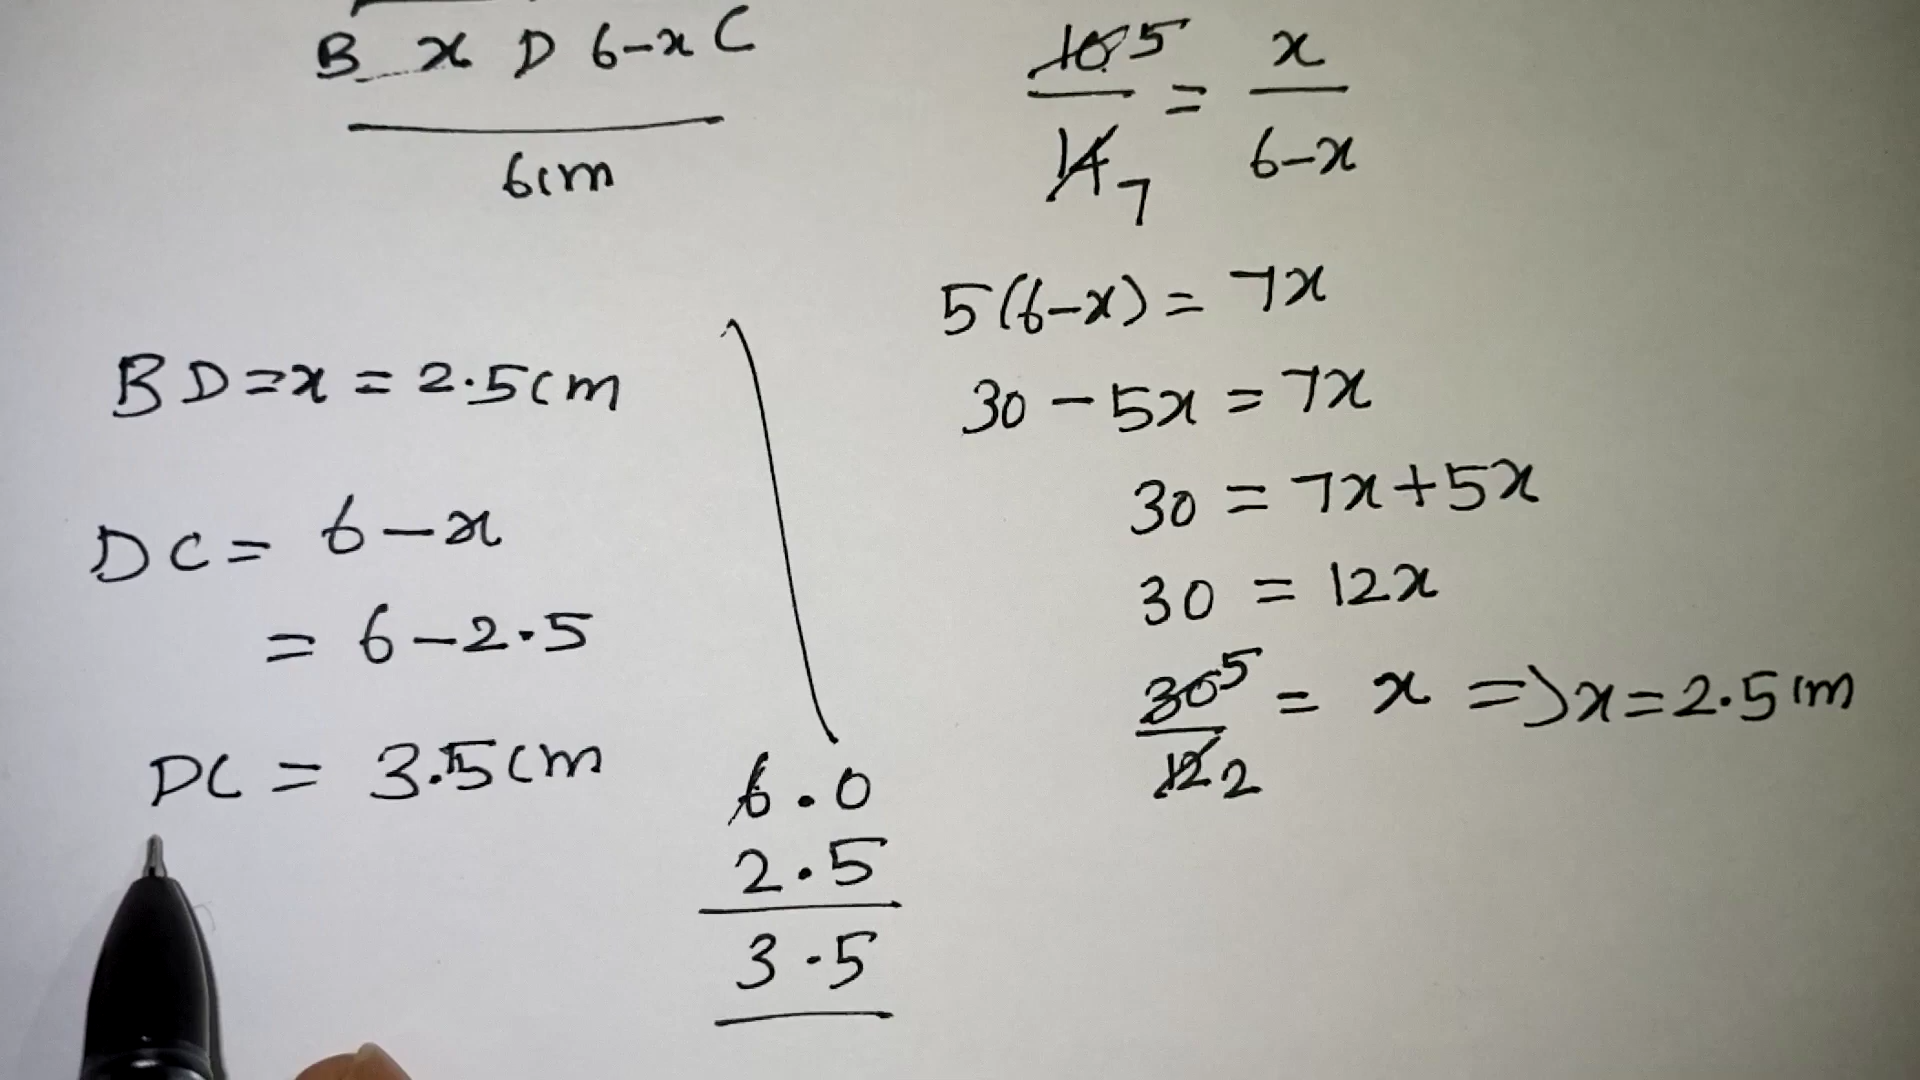 B x D 6-x C
6cm
BD=x=2.5cm
DC= 6-x
= 6-2.5
DC = 3.5cm
6.0
2.5
3.5
10 5 / 14 7 = x / 6-x
5(6-x) = 7x
30 - 5x = 7x
30 = 7x+5x
30 = 12x
30 5 / 12 2 = x => x=2.5cm